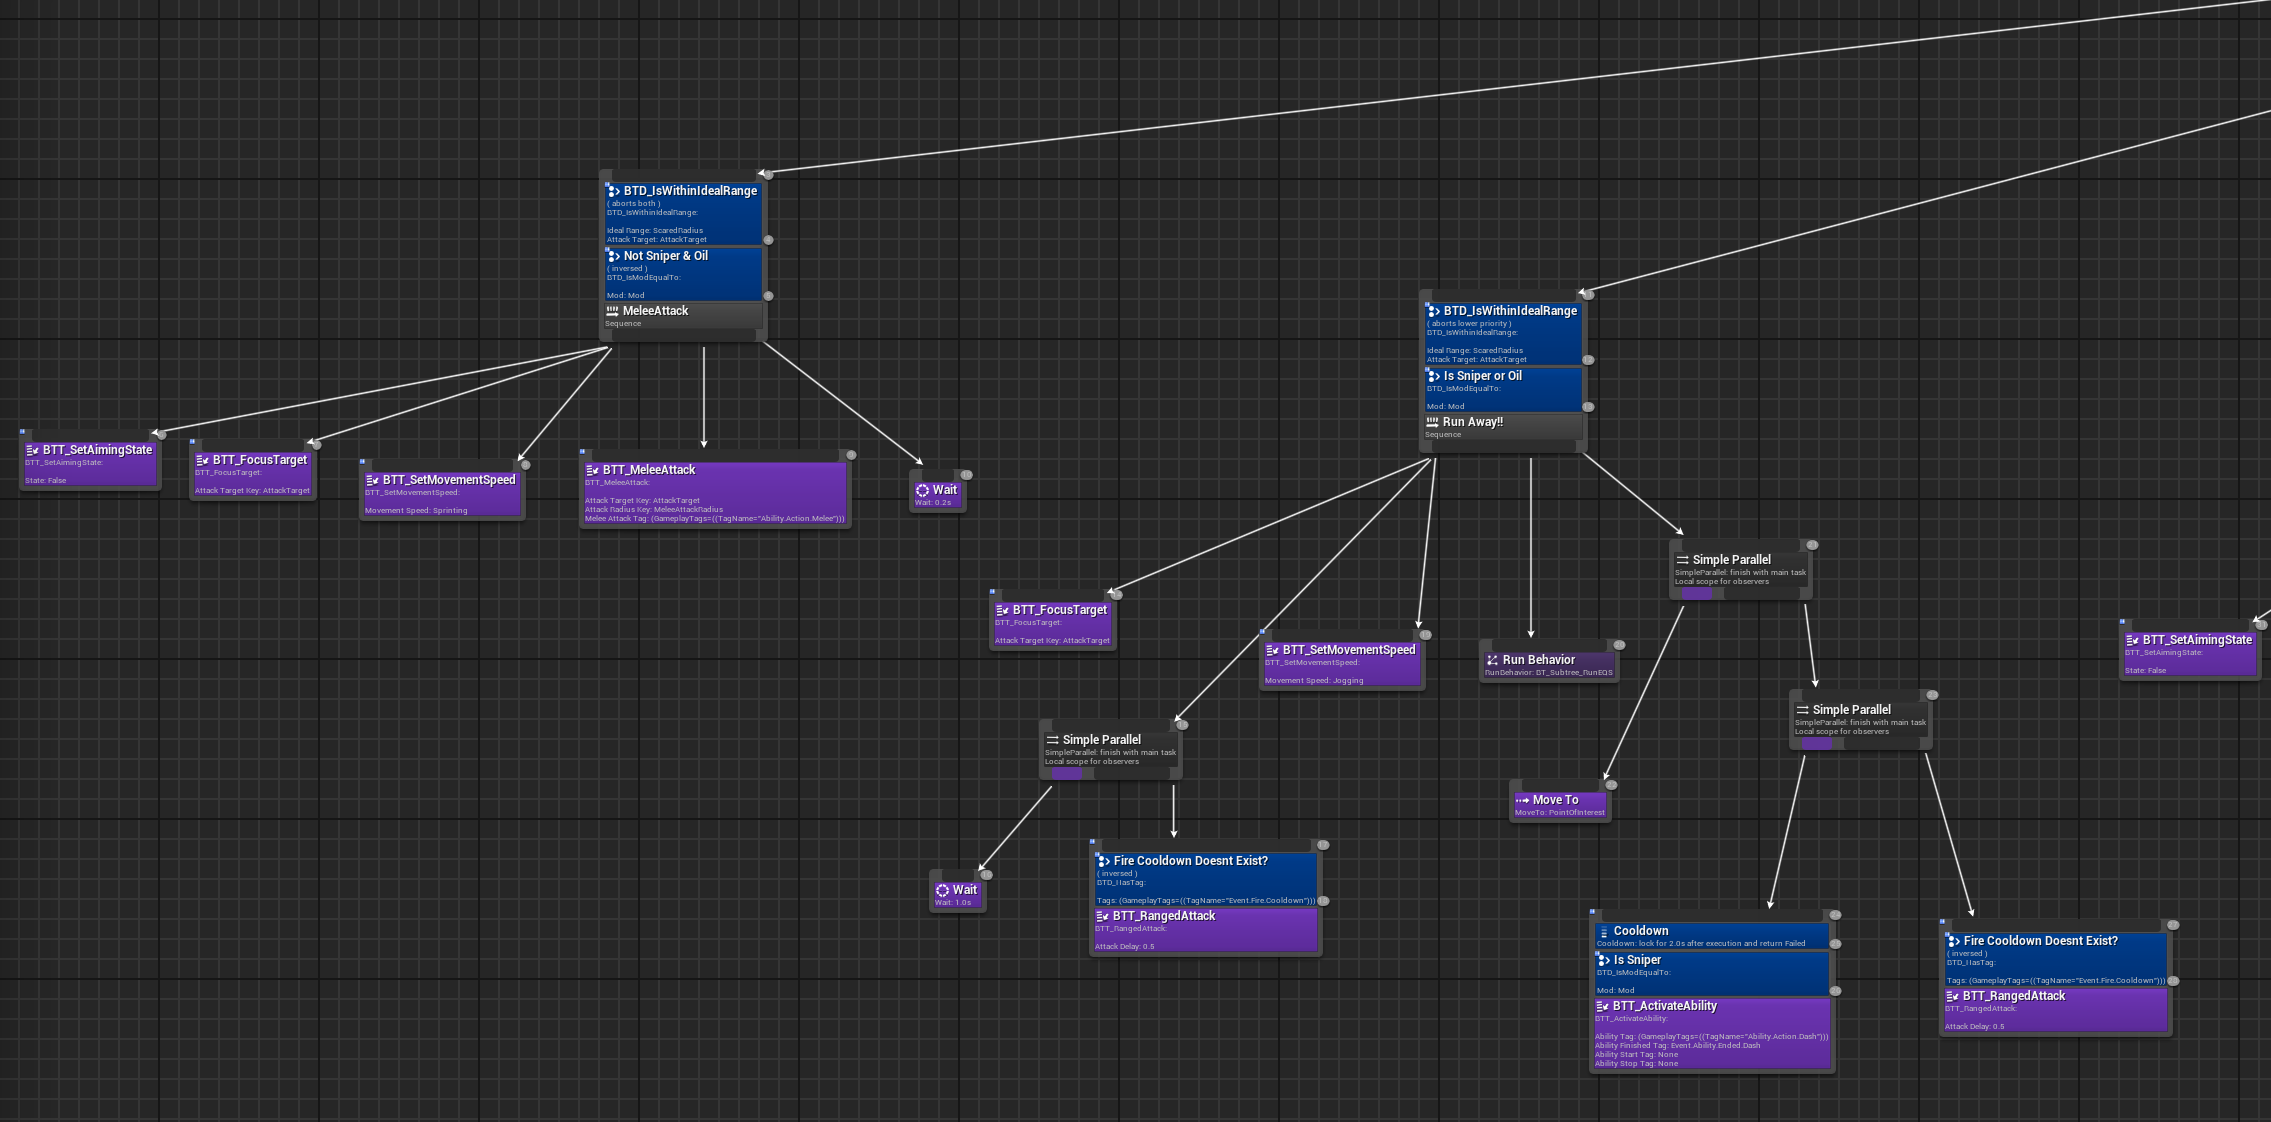 BTD_IsWithinIdealRange
( aborts both )
BTD_IsWithinIdealRange:
Ideal Range: ScaredRadius
Attack Target: AttackTarget
Not Sniper & Oil
( inversed )
BTD_IsModEqualTo:
Mod: Mod
MeleeAttack
Sequence
BTT_SetAimingState
BTT_SetAimingState:
State: False
BTT_FocusTarget
BTT_FocusTarget:
Attack Target Key: AttackTarget
BTT_SetMovementSpeed
BTT_SetMovementSpeed:
Movement Speed: Sprinting
BTT_MeleeAttack
BTT_MeleeAttack:
Attack Target Key: AttackTarget
Attack Radius Key: MeleeAttackRadius
Melee Attack Tag: (GameplayTags=((TagName="Ability.Action.Melee")))
Wait
Wait: 0.2s
BTD_IsWithinIdealRange
( aborts lower priority )
BTD_IsWithinIdealRange:
Ideal Range: ScaredRadius
Attack Target: AttackTarget
Is Sniper or Oil
BTD_IsModEqualTo:
Mod: Mod
Run Away!!
Sequence
BTT_FocusTarget
BTT_FocusTarget:
Attack Target Key: AttackTarget
Simple Parallel
SimpleParallel: finish with main task
Local scope for observers
Wait
Wait: 1.0s
Fire Cooldown Doesnt Exist?
( inversed )
BTD_HasTag:
Tags: (GameplayTags=((TagName="Event.Fire.Cooldown")))
BTT_RangedAttack
BTT_RangedAttack:
Attack Delay: 0.5
BTT_SetMovementSpeed
BTT_SetMovementSpeed:
Movement Speed: Jogging
Run Behavior
RunBehavior: BT_Subtree_RunEQS
Simple Parallel
SimpleParallel: finish with main task
Local scope for observers
Move To
MoveTo: PointOfInterest
Simple Parallel
SimpleParallel: finish with main task
Local scope for observers
Cooldown
Cooldown: lock for 2.0s after execution and return Failed
Is Sniper
BTD_IsModEqualTo:
Mod: Mod
BTT_ActivateAbility
BTT_ActivateAbility:
Ability Tag: (GameplayTags=((TagName="Ability.Action.Dash")))
Ability Finished Tag: Event.Ability.Ended.Dash
Ability Start Tag: None
Ability Stop Tag: None
Fire Cooldown Doesnt Exist?
( inversed )
BTD_HasTag:
Tags: (GameplayTags=((TagName="Event.Fire.Cooldown")))
BTT_RangedAttack
BTT_RangedAttack:
Attack Delay: 0.5
BTT_SetAimingState
BTT_SetAimingState:
State: False